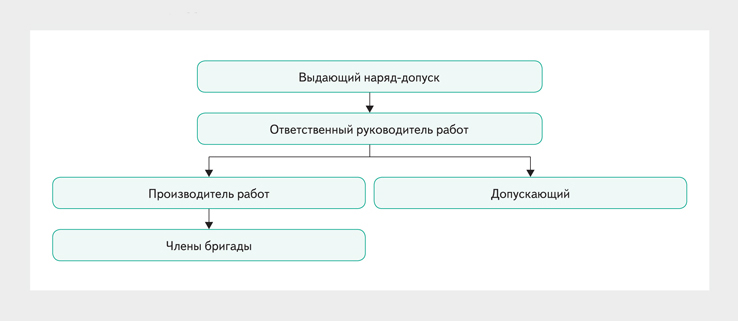 Выдающий наряд-допуск
Ответственный руководитель работ
Производитель работ
Допускающий
Члены бригады